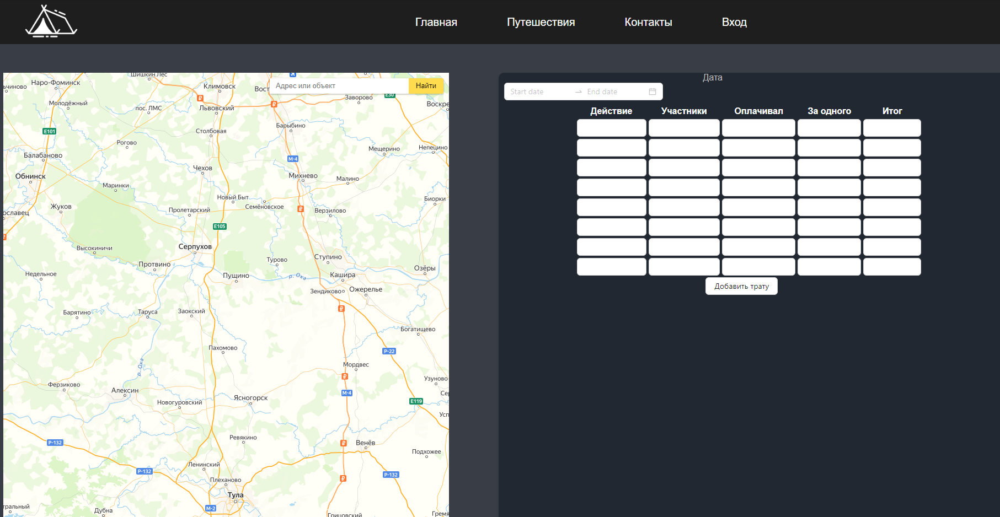 Главная
Путешествия
Контакты
Вход
Шишкин Лес
Наро-Фоминск
ьчиново
Климовск
Вост
Адрес или объект
Найти
E30
Заворово
Воскре
Молодёжный
пос. ЛМС
Львовский
Столбовая
Барыбино
E101
Рогово
Мещерино
Непецино
Балабаново
М-4
Чехов
Обнинск
Михнево
Малино
Маринки
Новый Быт
Биорки
Жуков
Пролетарский
Семёновское
Верзилово
ославец
E105
Серпухов
Высокиничи
Турово
Ступино
Протвино
Озёры
Недельное
Пущино
р. Ока
Кашира
Зендиково
Ожерелье
Барятино
Таруса
Заокский
Богатищево
Пахомово
Р-22
р. Ока
Мордвес
Ферзиково
Узуново
Алексин
М-4
Сер
Ясногорск
Новогуровский
E119
Усп
Ревякино
Р-132
Венёв
Подхожее
Ленинский
Р-132
Р-132
Плеханово
Тула
тральный
М-2
Дубна
Грицовский
Гремя
Дата
Start date
End date
Действие
Участники
Оплачивал
За одного
Итог
Добавить трату